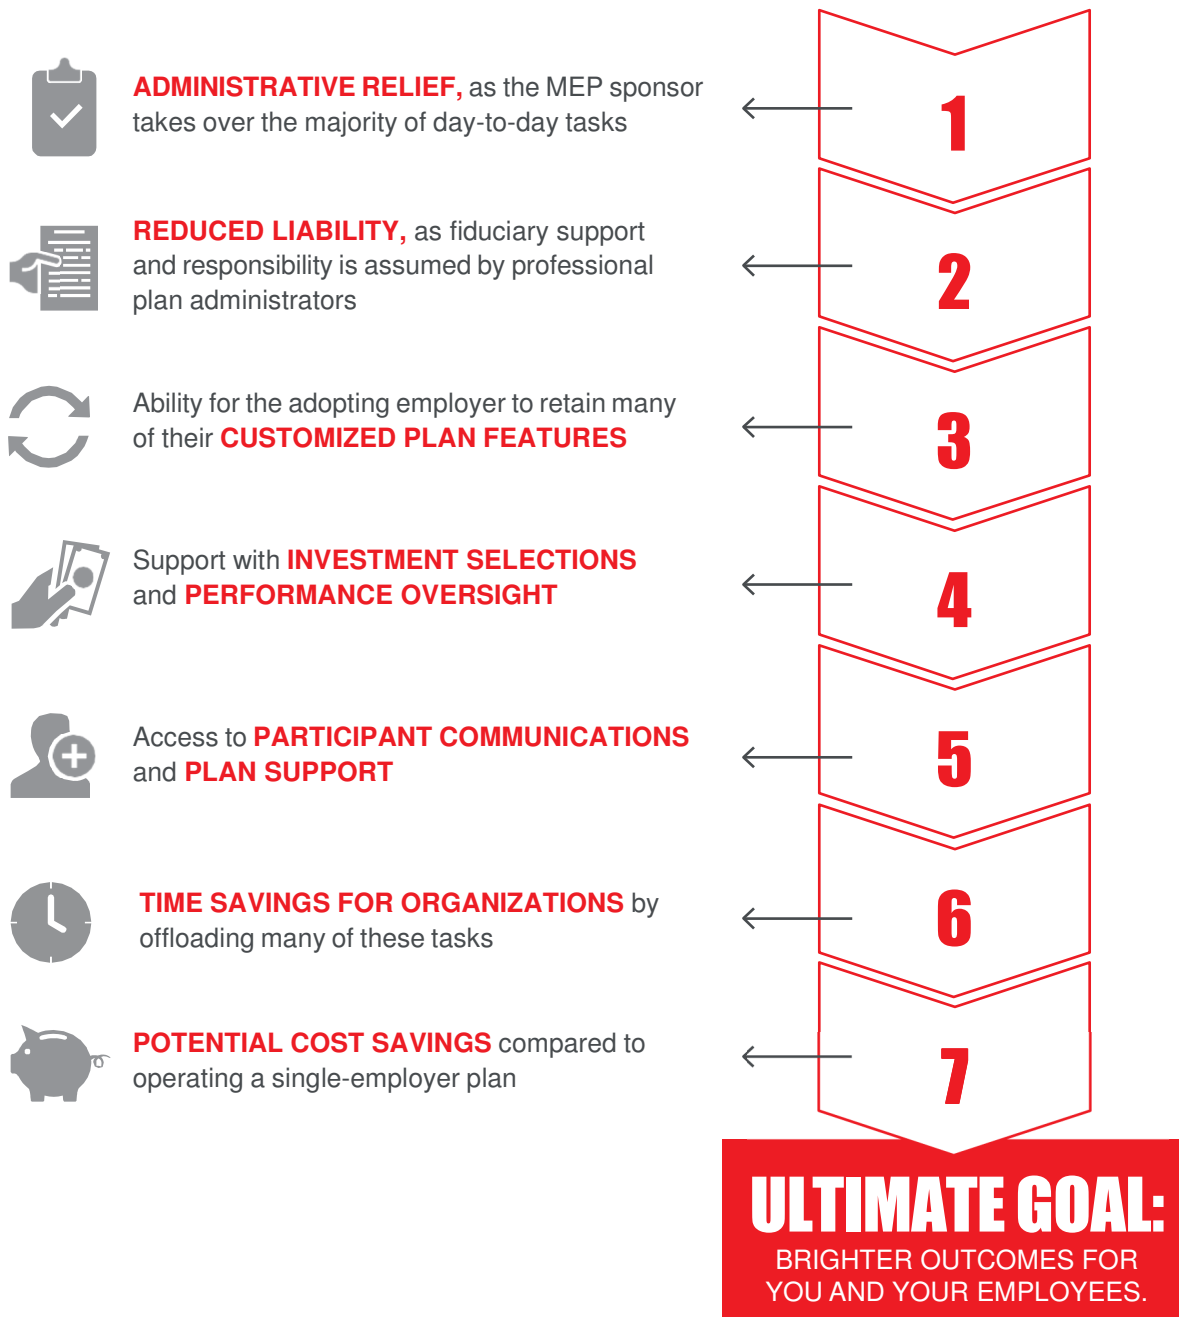 ADMINISTRATIVE RELIEF, as the MEP sponsor
takes over the majority of day-to-day tasks
1
REDUCED LIABILITY, as fiduciary support
and responsibility is assumed by professional
plan administrators
2
Ability for the adopting employer to retain many
of their CUSTOMIZED PLAN FEATURES
3
Support with INVESTMENT SELECTIONS
and PERFORMANCE OVERSIGHT
4
Access to PARTICIPANT COMMUNICATIONS
and PLAN SUPPORT
5
TIME SAVINGS FOR ORGANIZATIONS by
offloading many of these tasks
6
POTENTIAL COST SAVINGS compared to
operating a single-employer plan
7
ULTIMATE GOAL:
BRIGHTER OUTCOMES FOR
YOU AND YOUR EMPLOYEES.